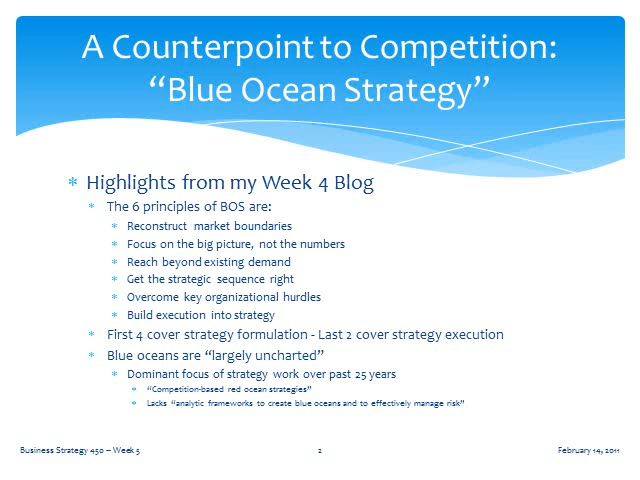 A Counterpoint to Competition:
“Blue Ocean Strategy”
Highlights from my Week 4 Blog
The 6 principles of BOS are:
Reconstruct market boundaries
Focus on the big picture, not the numbers
Reach beyond existing demand
Get the strategic sequence right
Overcome key organizational hurdles
Build execution into strategy
First 4 cover strategy formulation - Last 2 cover strategy execution
Blue oceans are “largely uncharted”
Dominant focus of strategy work over past 25 years
“Competition-based red ocean strategies”
Lacks “analytic frameworks to create blue oceans and to effectively manage risk”
Business Strategy 450 – Week 5
2
February 14, 2011